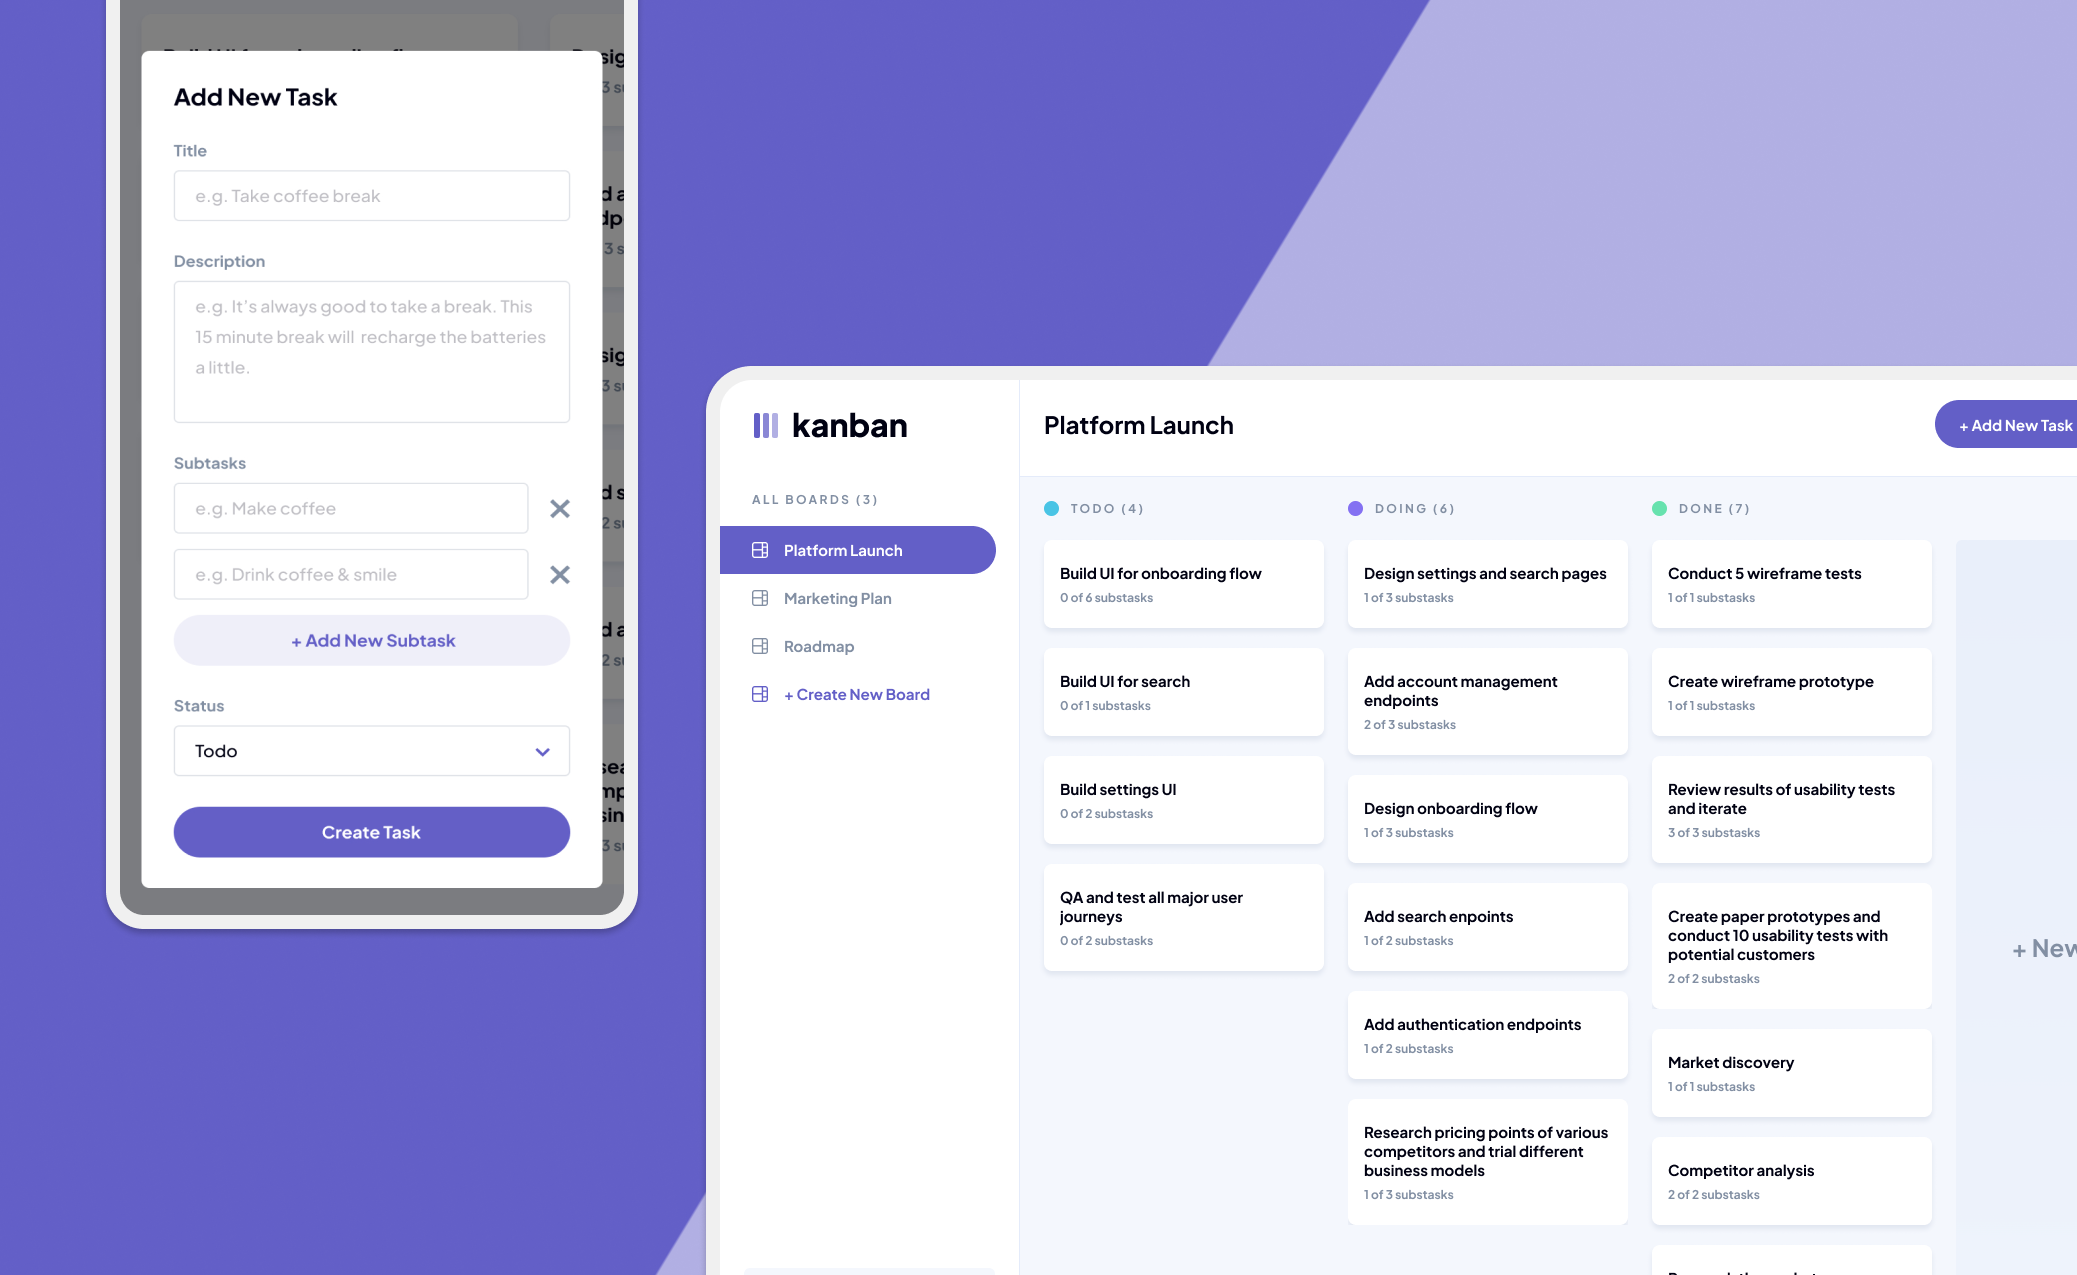 Add New Task
Title
e.g. Take coffee break
Description
e.g. It's always good to take a break. This
15 minute break will recharge the batteries
a little.
Subtasks
e.g. Make coffee
e.g. Drink coffee & smile
+ Add New Subtask
Status
Todo
Create Task
kanban
ALL BOARDS (3)
Platform Launch
Marketing Plan
Roadmap
+ Create New Board
Platform Launch
+ Add New Task
TODO (4)
Build UI for onboarding flow
0 of 6 substasks
Build UI for search
0 of 1 substasks
Build settings UI
0 of 2 substasks
QA and test all major user
journeys
0 of 2 substasks
DOING (6)
Design settings and search pages
1 of 3 substasks
Add account management
endpoints
2 of 3 substasks
Design onboarding flow
1 of 3 substasks
Add search enpoints
1 of 2 substasks
Add authentication endpoints
1 of 2 substasks
Research pricing points of various
competitors and trial different
business models
1 of 3 substasks
DONE (7)
Conduct 5 wireframe tests
1 of 1 substasks
Create wireframe prototype
1 of 1 substasks
Review results of usability tests
and iterate
3 of 3 substasks
Create paper prototypes and
conduct 10 usability tests with
potential customers
2 of 2 substasks
Market discovery
1 of 1 substasks
Competitor analysis
2 of 2 substasks
+ New